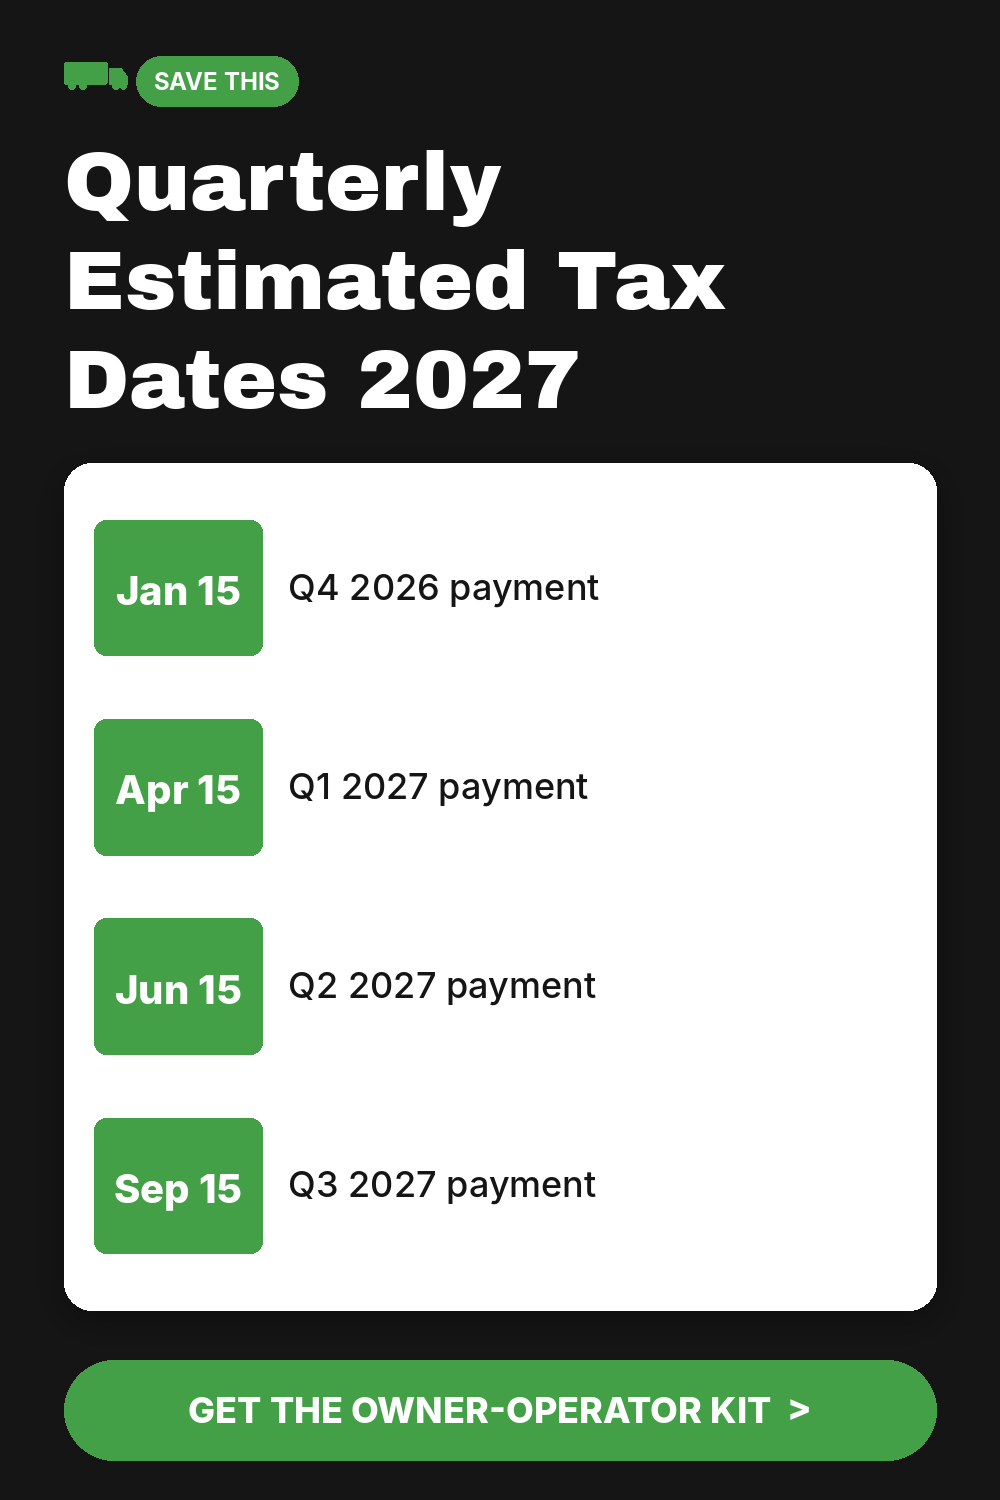 SAVE THIS
Quarterly
Estimated Tax
Dates 2027
Jan 15 Q4 2026 payment
Apr 15 Q1 2027 payment
Jun 15 Q2 2027 payment
Sep 15 Q3 2027 payment
GET THE OWNER-OPERATOR KIT >